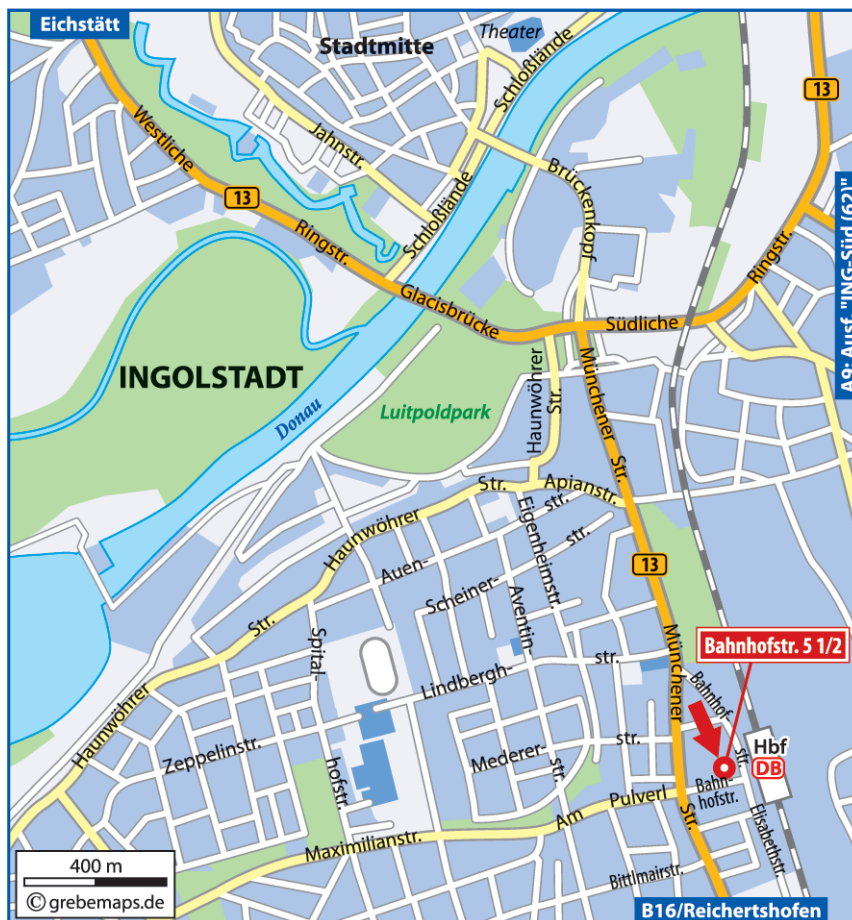 Eichstätt
Stadtmitte
Theater
Schloßlände
13
Westliche
Jahnstr.
Brückenkopf
13
Ringstr.
Schloßlände
Ringstr.
A9: Ausf. "ING-Süd (62)"
Glacisbrücke
Südliche
INGOLSTADT
Donau
Luitpoldpark
Haunwöhrer
Str.
Münchener
Str.
Str.
Apianstr.
Haunwöhrer
Eigenheimstr.
Auen-
str.
Scheiner-
str.
13
Aventin-
Str.
Spital-
Lindbergh-
str.
Münchener
Bahnhofstr. 5 1/2
Bahnhof
str.
Haunwöhrer
Zeppelinstr.
hofstr.
Mederer-
str.
str.
Hbf
DB
Bahn-
hofstr.
Am
Pulverl
Str.
Elisabethstr.
Maximilianstr.
Bittlmairstr.
400 m
© grebemaps.de
B16/Reichertshofen